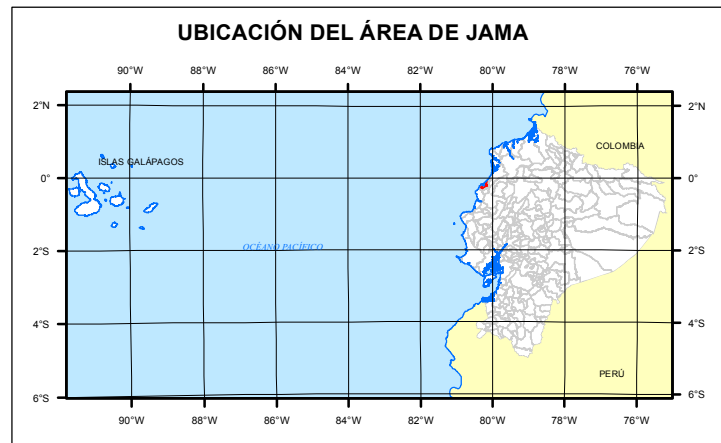 UBICACIÓN DEL ÁREA DE JAMA
90°W 88°W 86°W 84°W 82°W 80°W 78°W 76°W
2°N 2°N
COLOMBIA
ISLAS GALÁPAGOS
0° 0°
OCÉANO PACÍFICO
2°S 2°S
4°S 4°S
PERÚ
6°S 6°S
90°W 88°W 86°W 84°W 82°W 80°W 78°W 76°W